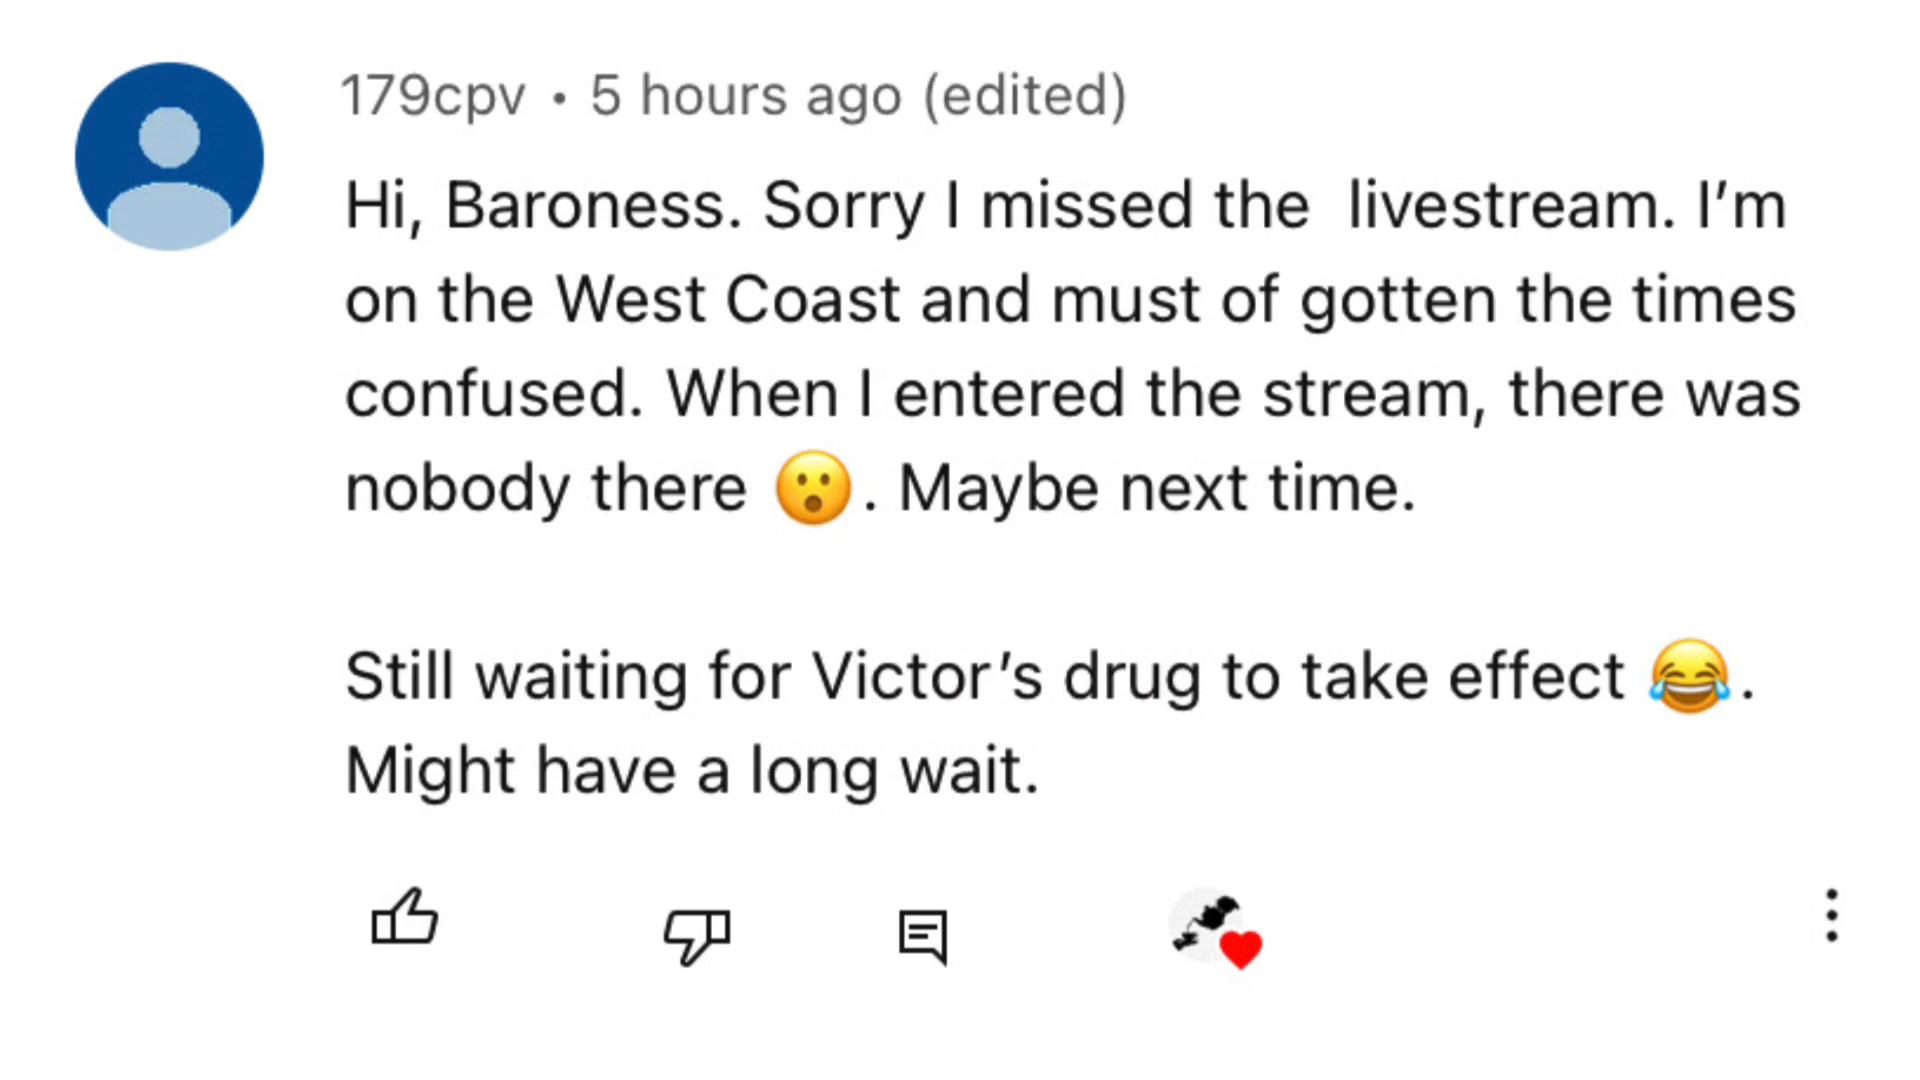 179cpv • 5 hours ago (edited)
Hi, Baroness. Sorry I missed the  livestream. I’m
on the West Coast and must of gotten the times
confused. When I entered the stream, there was
nobody there 😮. Maybe next time.
Still waiting for Victor’s drug to take effect 😂.
Might have a long wait.